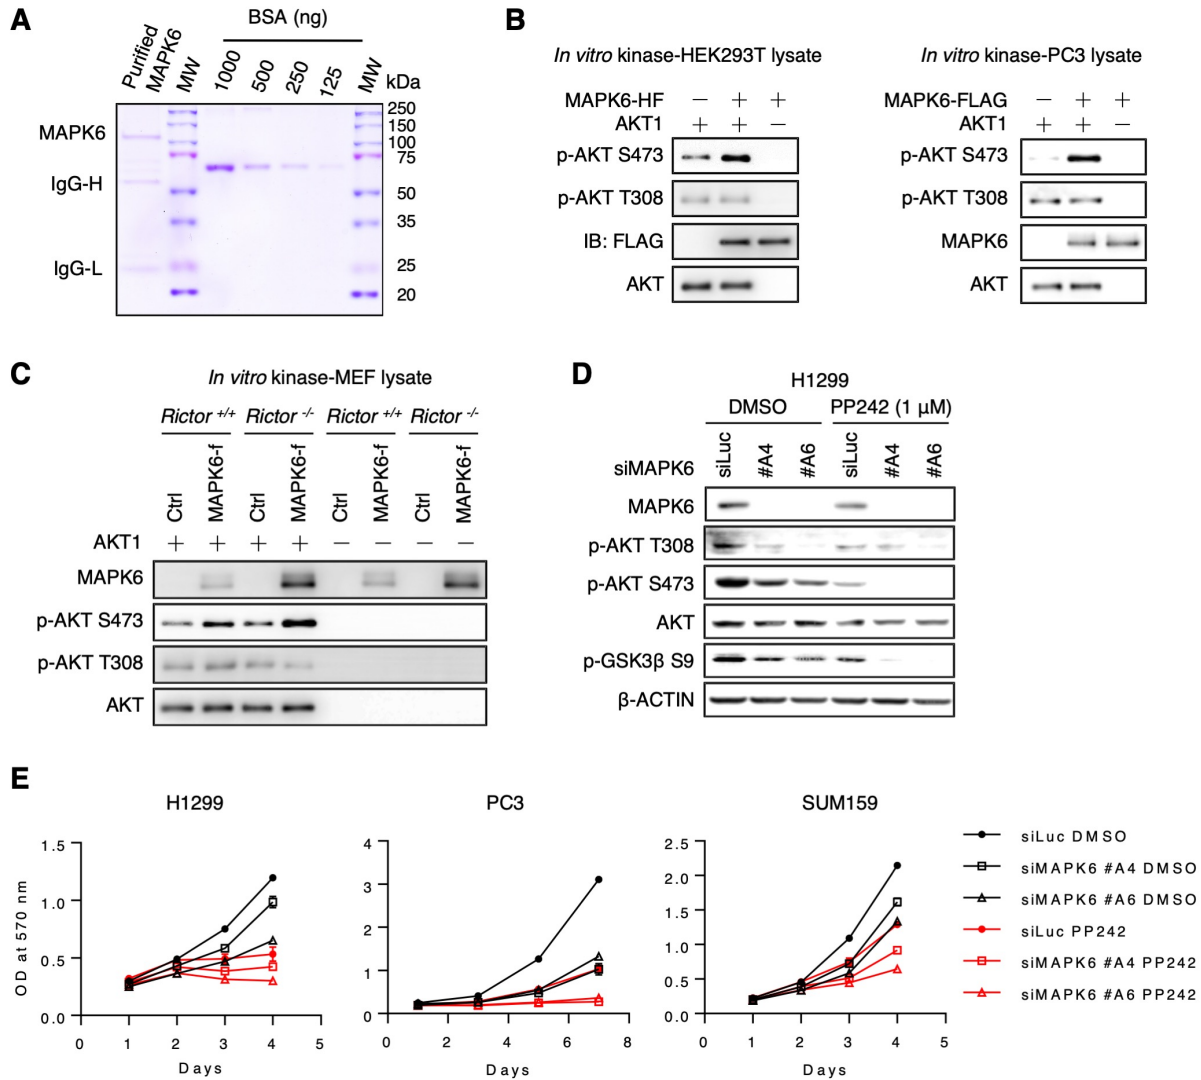 A
BSA (ng)
Purified
MAPK6
MW
1000
500
250
125
MW
kDa
MAPK6
IgG-H
IgG-L
250
150
100
75
50
35
25
20
B
In vitro kinase-HEK293T lysate
MAPK6-HF − + +
AKT1 + + −
p-AKT S473
p-AKT T308
IB: FLAG
AKT
In vitro kinase-PC3 lysate
MAPK6-FLAG − + +
AKT1 + + −
p-AKT S473
p-AKT T308
MAPK6
AKT
C
In vitro kinase-MEF lysate
Rictor +/+ Rictor -/- Rictor +/+ Rictor -/-
Ctrl MAPK6-f Ctrl MAPK6-f Ctrl MAPK6-f Ctrl MAPK6-f
AKT1 + + + + − − − −
MAPK6
p-AKT S473
p-AKT T308
AKT
D
H1299
DMSO PP242 (1 μM)
siMAPK6 siLuc #A4 #A6 siLuc #A4 #A6
MAPK6
p-AKT T308
p-AKT S473
AKT
p-GSK3β S9
β-ACTIN
E
H1299
OD at 570 nm
1.5
1.0
0.5
0.0
0 1 2 3 4 5
Days
PC3
4
3
2
1
0
0 2 4 6 8
Days
SUM159
2.5
2.0
1.5
1.0
0.5
0.0
0 1 2 3 4 5
Days
siLuc DMSO
siMAPK6 #A4 DMSO
siMAPK6 #A6 DMSO
siLuc PP242
siMAPK6 #A4 PP242
siMAPK6 #A6 PP242